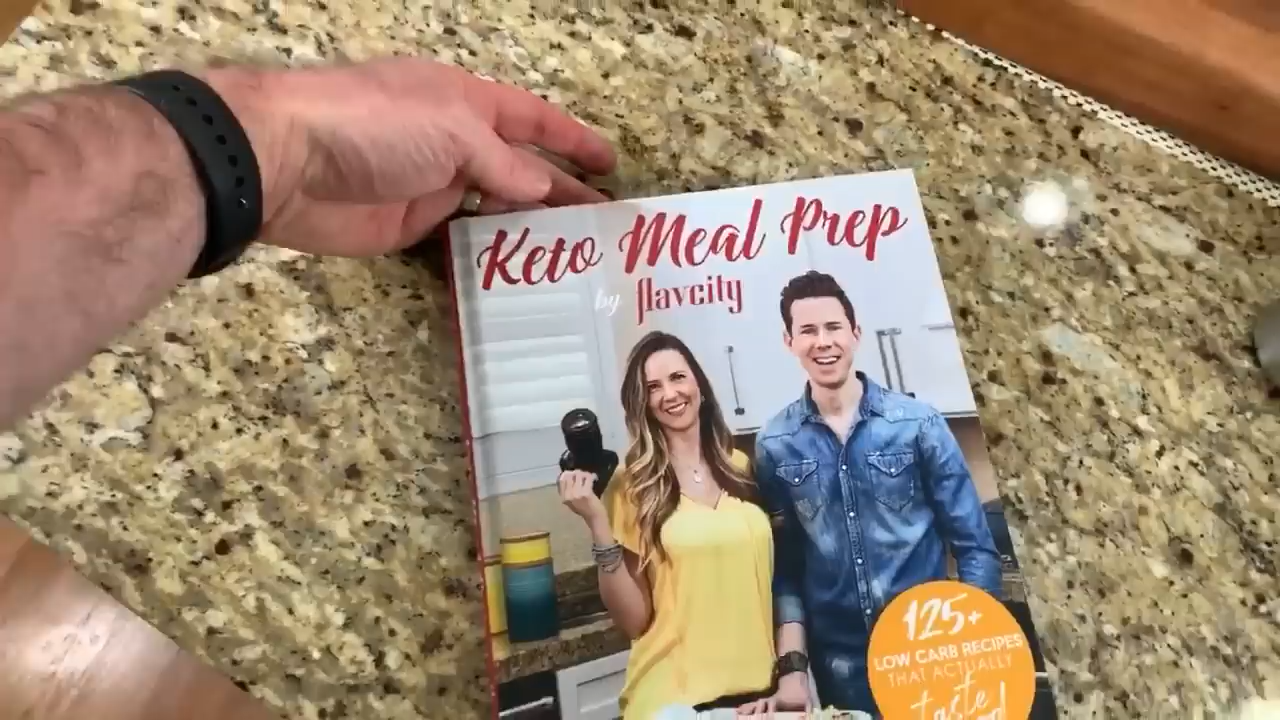 Keto Meal Prep
by flavcity
125+
LOW CARB RECIPES
THAT ACTUALLY
taste